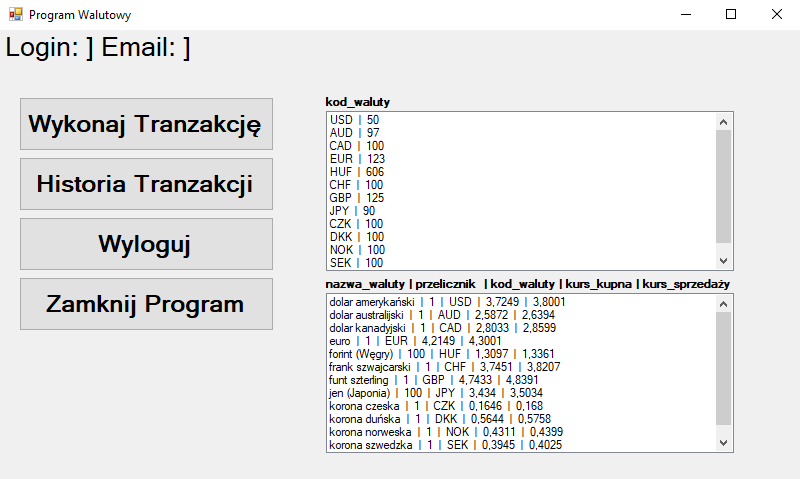 Program Walutowy
Login: ] Email: ]
Wykonaj Tranzakcję
Historia Tranzakcji
Wyloguj
Zamknij Program
kod_waluty
USD | 50
AUD | 97
CAD | 100
EUR | 123
HUF | 606
CHF | 100
GBP | 125
JPY | 90
CZK | 100
DKK | 100
NOK | 100
SEK | 100
nazwa_waluty | przelicznik | kod_waluty | kurs_kupna | kurs_sprzedaży
dolar amerykański | 1 | USD | 3,7249 | 3,8001
dolar australijski | 1 | AUD | 2,5872 | 2,6394
dolar kanadyjski | 1 | CAD | 2,8033 | 2,8599
euro | 1 | EUR | 4,2149 | 4,3001
forint (Węgry) | 100 | HUF | 1,3097 | 1,3361
frank szwajcarski | 1 | CHF | 3,7451 | 3,8207
funt szterling | 1 | GBP | 4,7433 | 4,8391
jen (Japonia) | 100 | JPY | 3,434 | 3,5034
korona czeska | 1 | CZK | 0,1646 | 0,168
korona duńska | 1 | DKK | 0,5644 | 0,5758
korona norweska | 1 | NOK | 0,4311 | 0,4399
korona szwedzka | 1 | SEK | 0,3945 | 0,4025